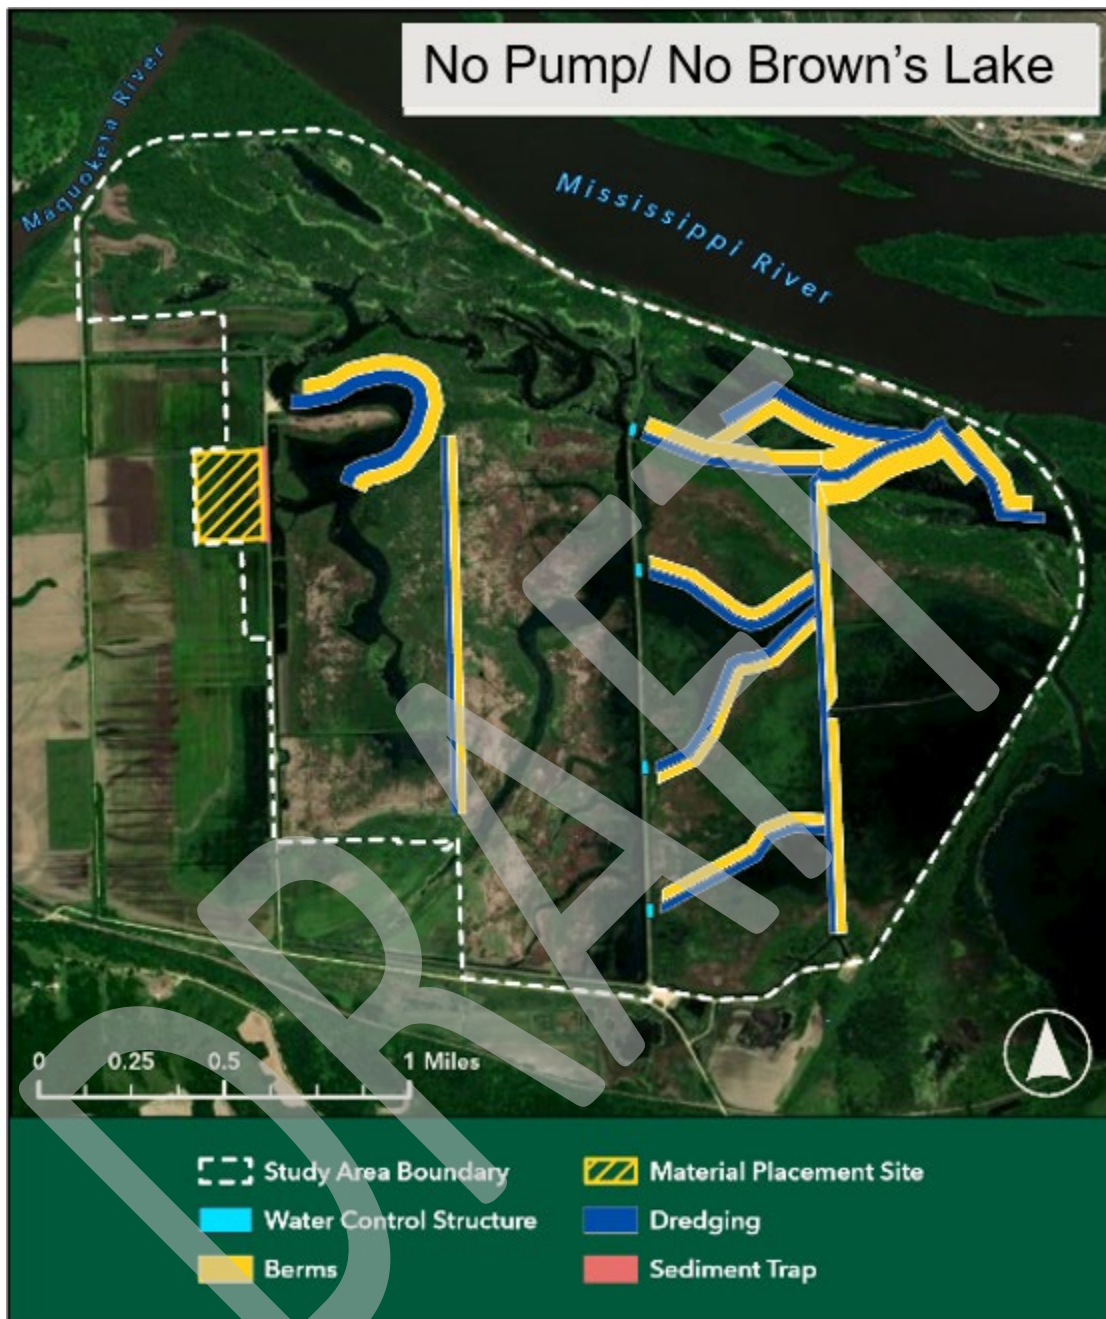 No Pump/ No Brown's Lake
Maquoketa River
Mississippi River
0 0.25 0.5 1 Miles
Study Area Boundary
Material Placement Site
Water Control Structure
Dredging
Berms
Sediment Trap
DRAFT